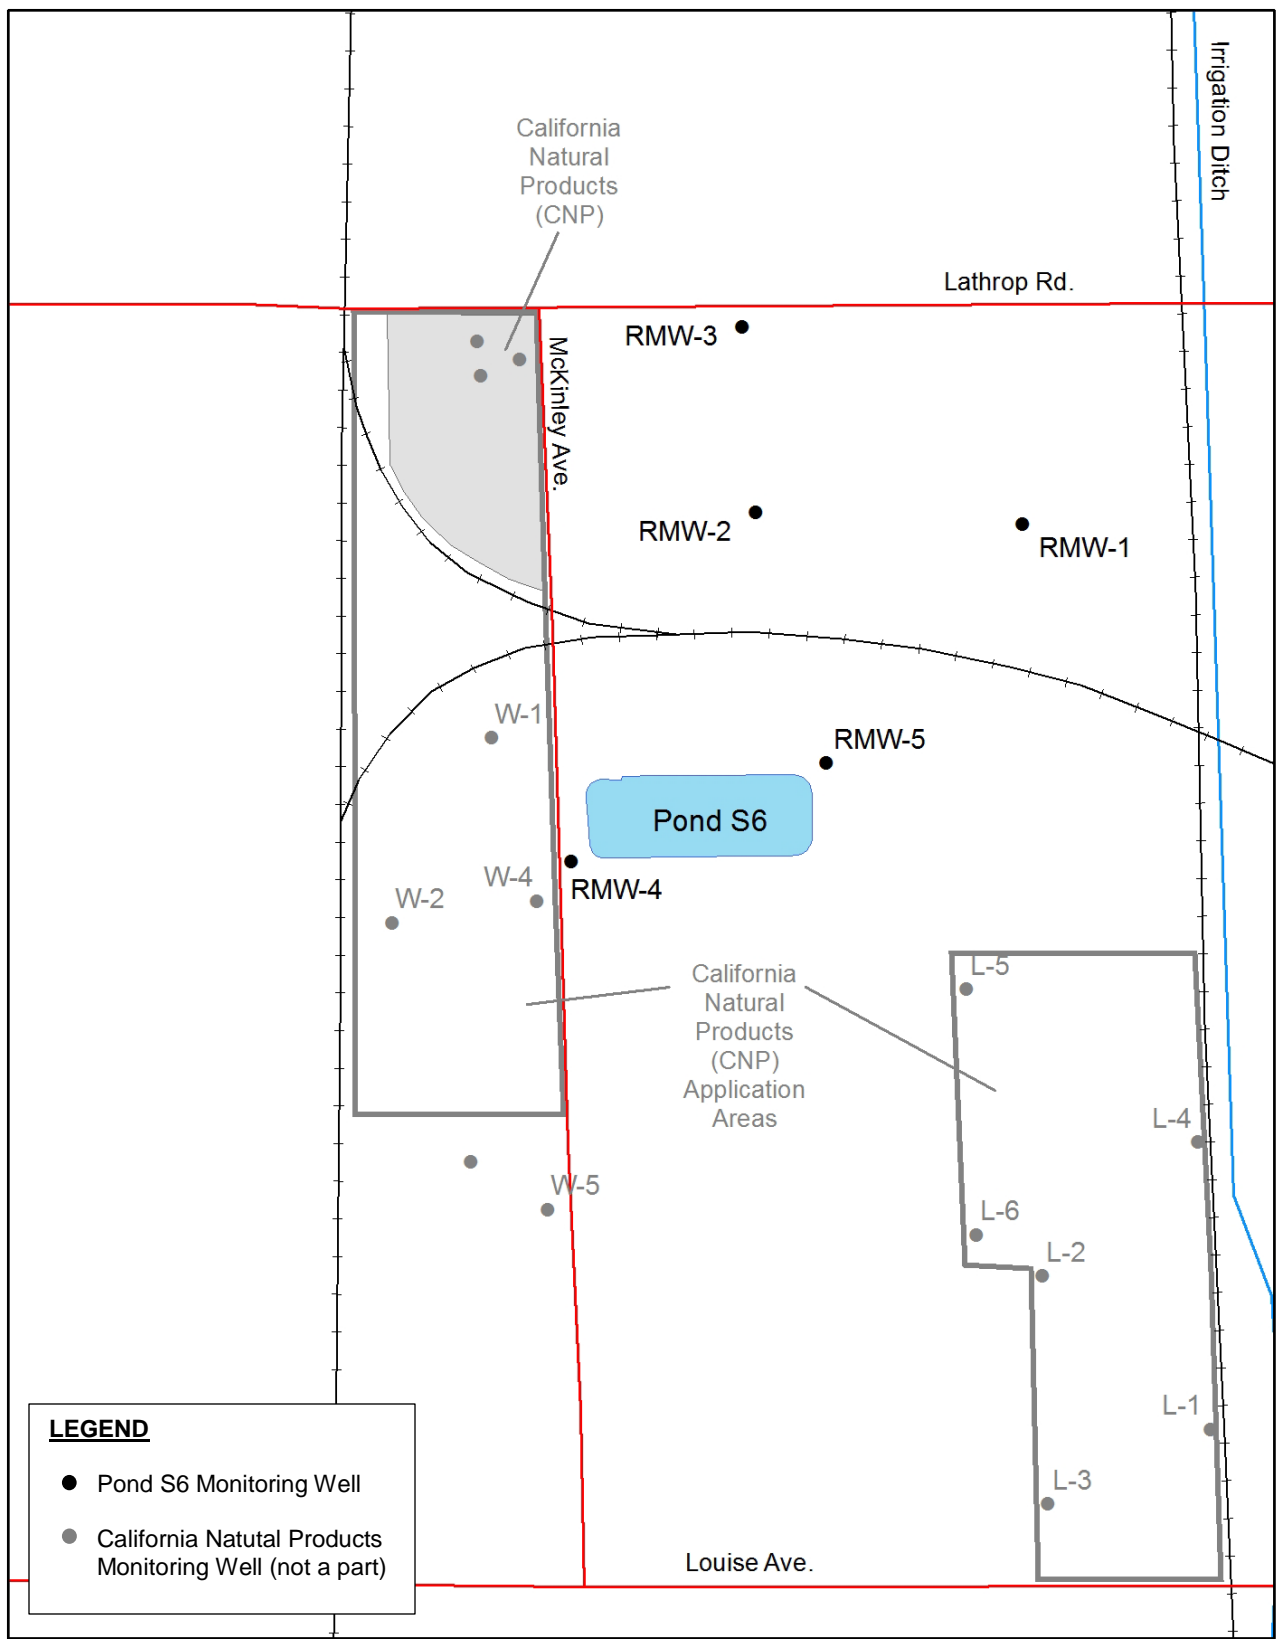 Irrigation Ditch
California
Natural
Products
(CNP)
Lathrop Rd.
RMW-3
McKinley Ave.
RMW-2
RMW-1
W-1
RMW-5
Pond S6
W-4
RMW-4
W-2
California
Natural
Products
(CNP)
Application
Areas
L-5
L-4
W-5
L-6
L-2
L-1
L-3
LEGEND
Pond S6 Monitoring Well
California Natutal Products
Monitoring Well (not a part)
Louise Ave.